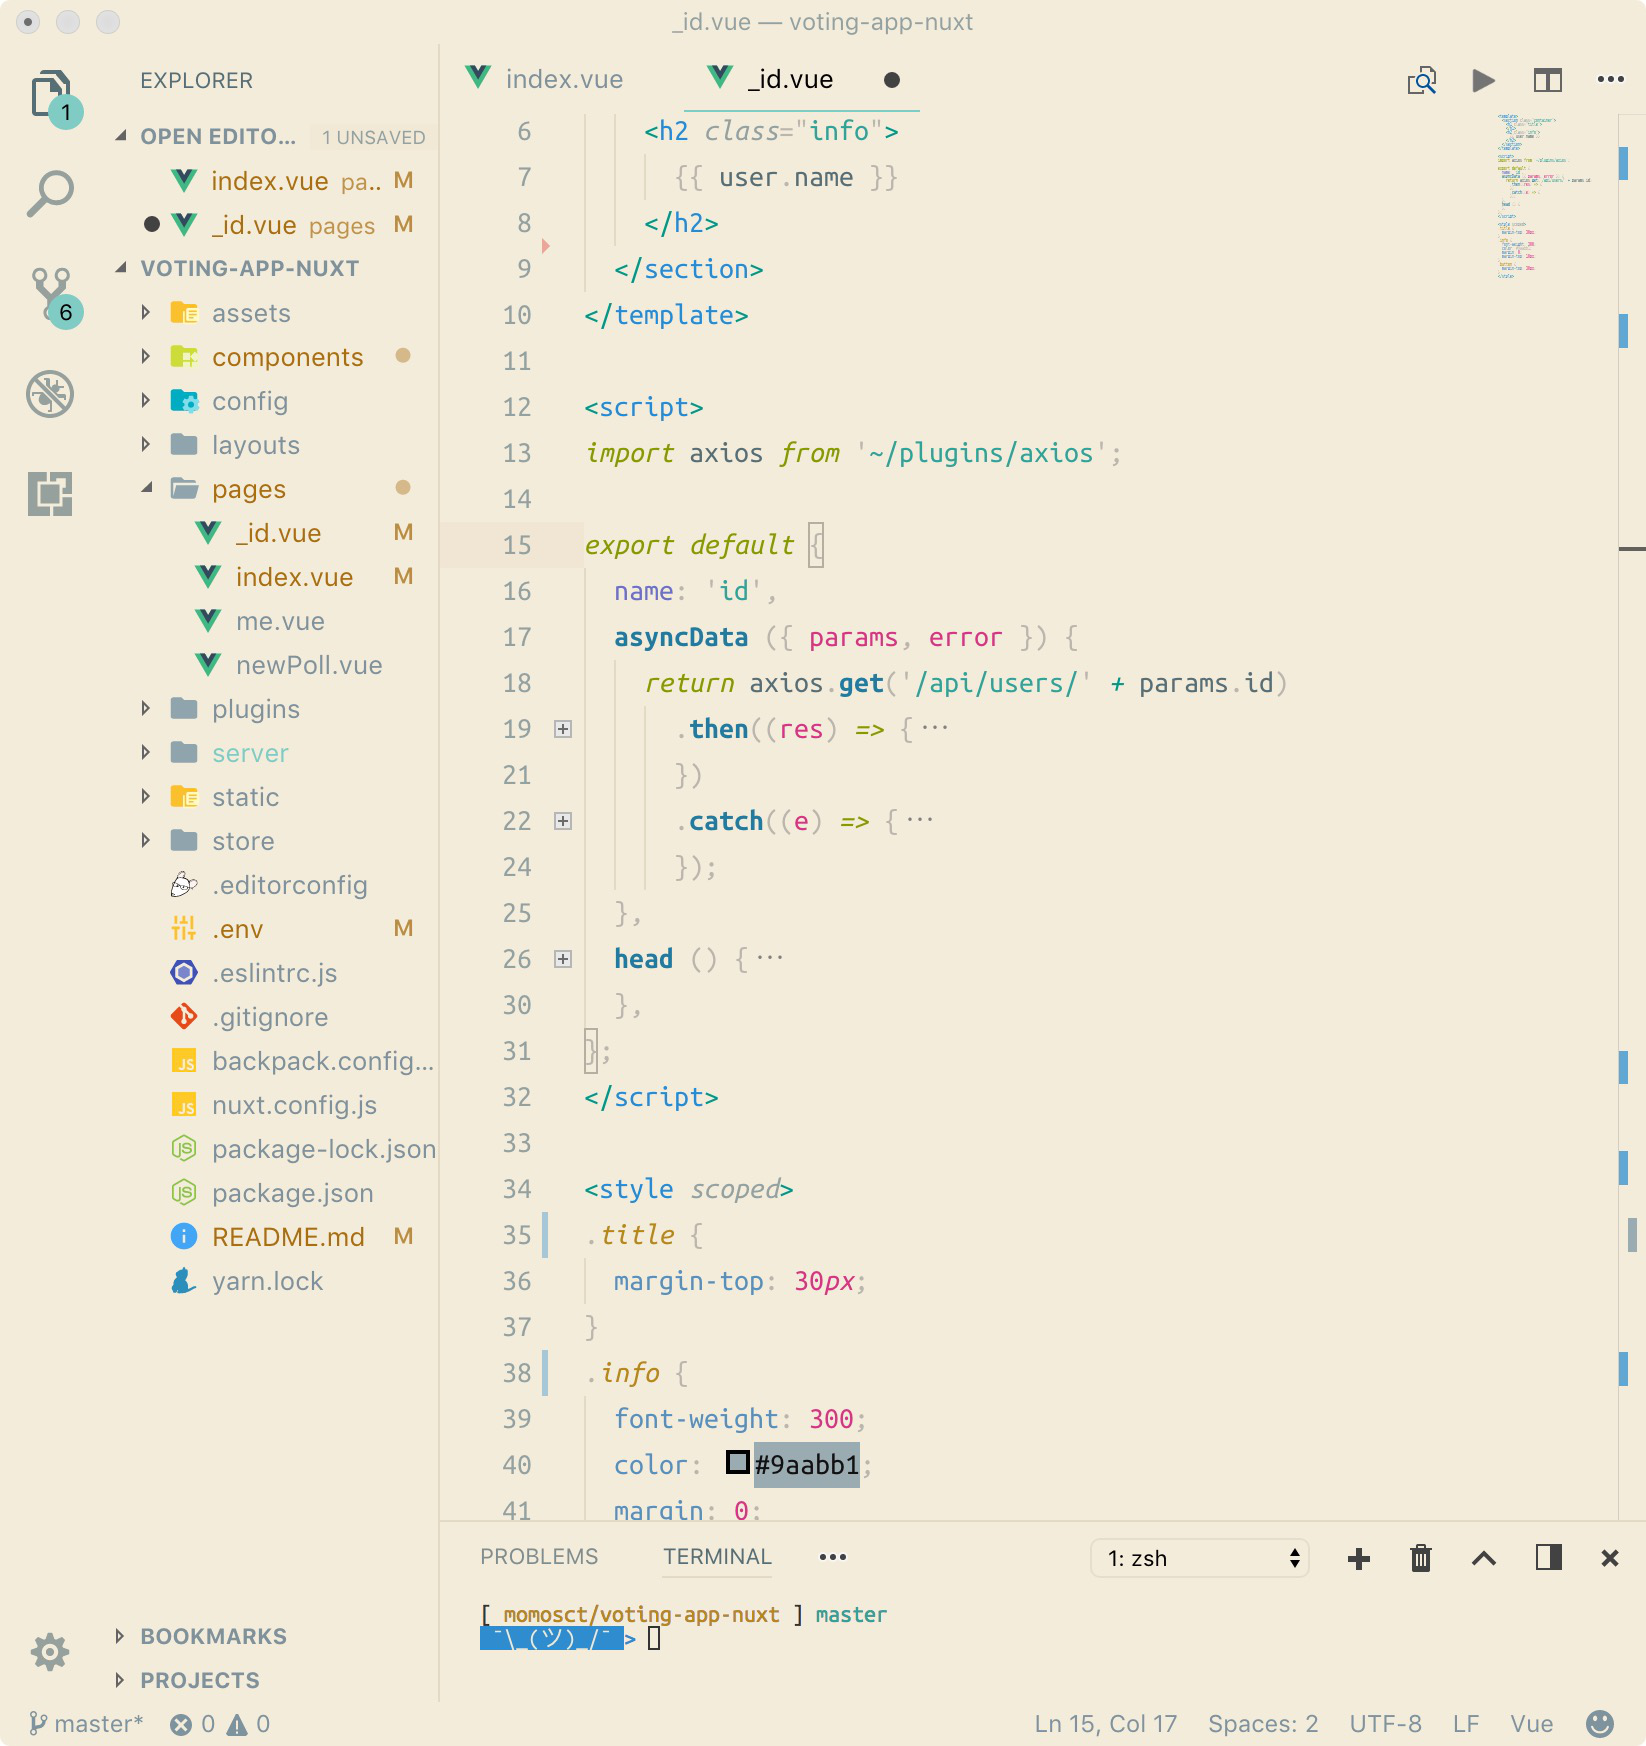 _id.vue — voting-app-nuxt
EXPLORER
1
6
OPEN EDITO... 1 UNSAVED
index.vue pa.. M
_id.vue pages M
VOTING-APP-NUXT
assets
components
config
layouts
pages
_id.vue M
index.vue M
me.vue
newPoll.vue
plugins
server
static
store
.editorconfig
.env M
.eslintrc.js
.gitignore
JS backpack.config...
JS nuxt.config.js
JS package-lock.json
JS package.json
README.md M
yarn.lock
BOOKMARKS
PROJECTS
index.vue _id.vue
6 <h2 class="info">
7 {{ user.name }}
8 </h2>
9 </section>
10 </template>
11
12 <script>
13 import axios from '~/plugins/axios';
14
15 export default {
16 name: 'id',
17 asyncData ({ params, error }) {
18 return axios.get('/api/users/' + params.id)
19 .then((res) => {···
21 })
22 .catch((e) => {···
24 });
25 },
26 head () {···
30 },
31 };
32 </script>
33
34 <style scoped>
35 .title {
36 margin-top: 30px;
37 }
38 .info {
39 font-weight: 300;
40 color: #9aabb1;
41 margin: 0;
PROBLEMS TERMINAL ••• 1: zsh
[ momosct/voting-app-nuxt ] master
¯\_(ツ)_/¯ >
master* 0 0 Ln 15, Col 17 Spaces: 2 UTF-8 LF Vue